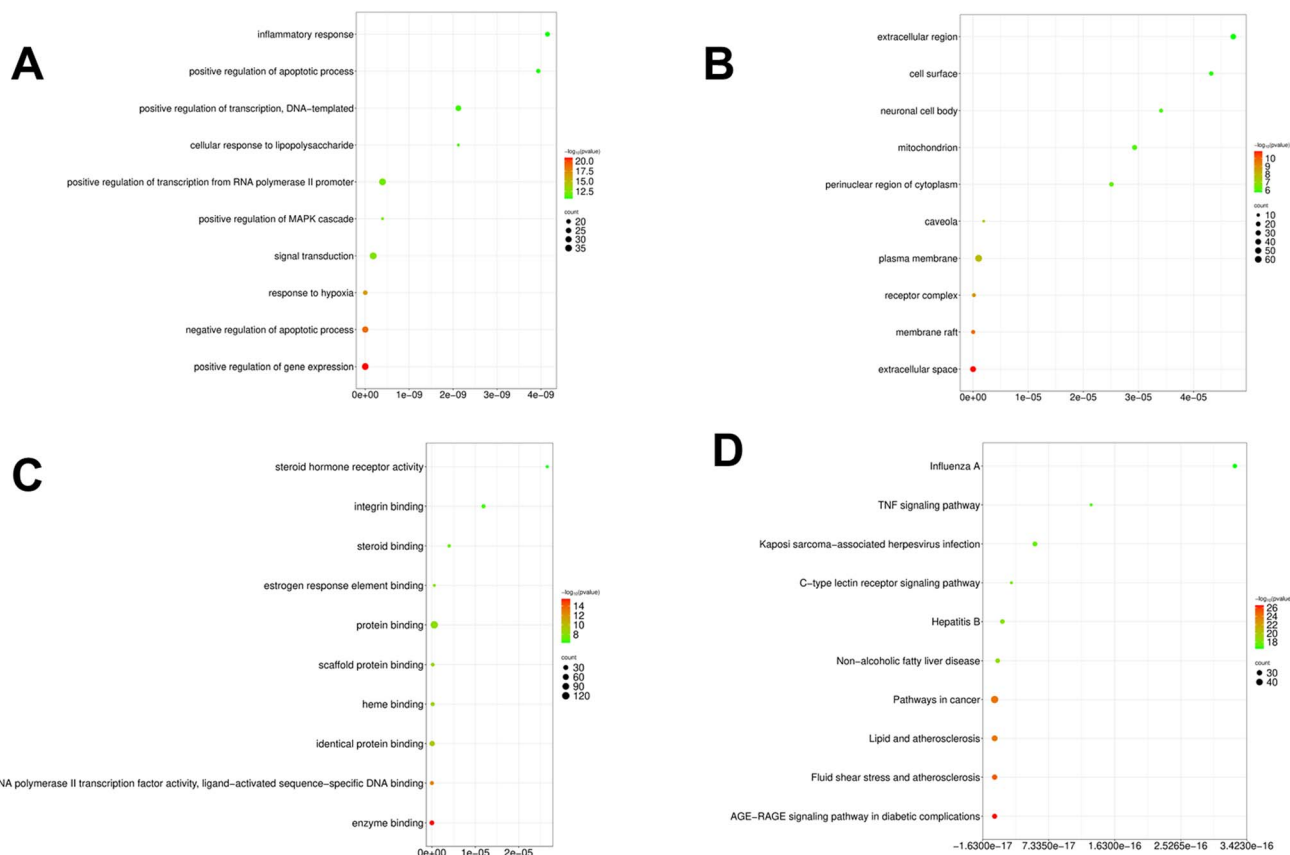 A
inflammatory response
positive regulation of apoptotic process
positive regulation of transcription, DNA−templated
cellular response to lipopolysaccharide
positive regulation of transcription from RNA polymerase II promoter
positive regulation of MAPK cascade
signal transduction
response to hypoxia
negative regulation of apoptotic process
positive regulation of gene expression
0e+00 1e−09 2e−09 3e−09 4e−09
−log₁₀(pvalue)
20.0
17.5
15.0
12.5
count
20
25
30
35
B
extracellular region
cell surface
neuronal cell body
mitochondrion
perinuclear region of cytoplasm
caveola
plasma membrane
receptor complex
membrane raft
extracellular space
0e+00 1e−05 2e−05 3e−05 4e−05
−log₁₀(pvalue)
10
9
8
7
6
count
10
20
30
40
50
60
C
steroid hormone receptor activity
integrin binding
steroid binding
estrogen response element binding
protein binding
scaffold protein binding
heme binding
identical protein binding
NA polymerase II transcription factor activity, ligand−activated sequence−specific DNA binding
enzyme binding
0e+00 1e−05 2e−05
−log₁₀(pvalue)
14
12
10
8
count
30
60
90
120
D
Influenza A
TNF signaling pathway
Kaposi sarcoma−associated herpesvirus infection
C−type lectin receptor signaling pathway
Hepatitis B
Non−alcoholic fatty liver disease
Pathways in cancer
Lipid and atherosclerosis
Fluid shear stress and atherosclerosis
AGE−RAGE signaling pathway in diabetic complications
−1.6300e−17 7.3350e−17 1.6300e−16 2.5265e−16 3.4230e−16
−log₁₀(pvalue)
26
24
22
20
18
count
30
40